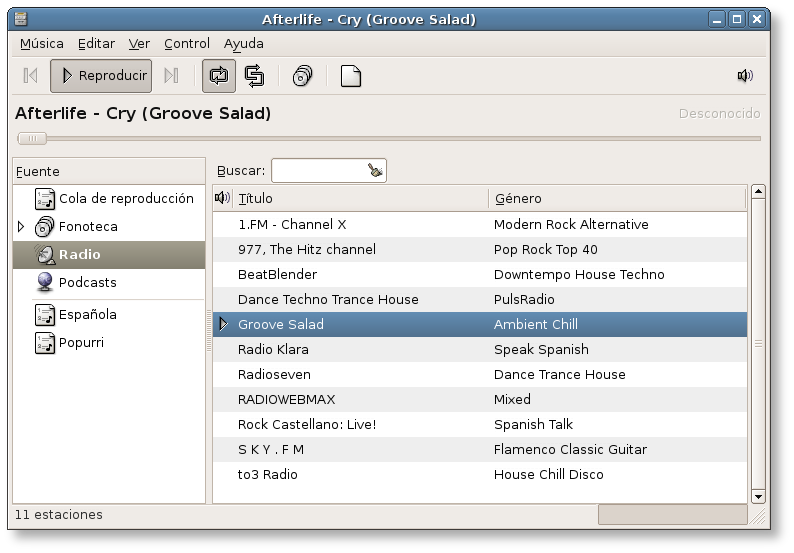 Afterlife - Cry (Groove Salad)
Música Editar Ver Control Ayuda
Reproducir
Afterlife - Cry (Groove Salad) Desconocido
Fuente
Cola de reproducción
Fonoteca
Radio
Podcasts
Española
Popurri
Buscar:
Título Género
1.FM - Channel X Modern Rock Alternative
977, The Hitz channel Pop Rock Top 40
BeatBlender Downtempo House Techno
Dance Techno Trance House PulsRadio
Groove Salad Ambient Chill
Radio Klara Speak Spanish
Radioseven Dance Trance House
RADIOWEBMAX Mixed
Rock Castellano: Live! Spanish Talk
S K Y . F M Flamenco Classic Guitar
to3 Radio House Chill Disco
11 estaciones